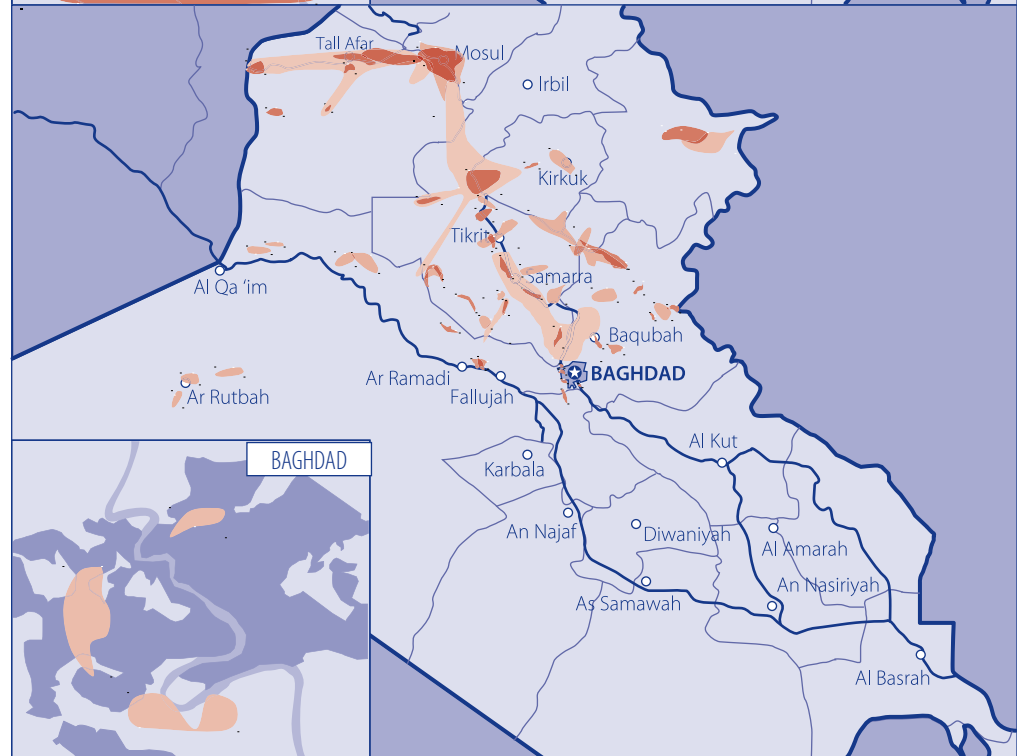 Tall Afar
Mosul
Irbil
Kirkuk
Tikrit
Samarra
Al Qa ‘im
Baqubah
BAGHDAD
Ar Ramadi
Ar Rutbah
Fallujah
Al Kut
BAGHDAD
Karbala
An Najaf
Diwaniyah
Al Amarah
An Nasiriyah
As Samawah
Al Basrah